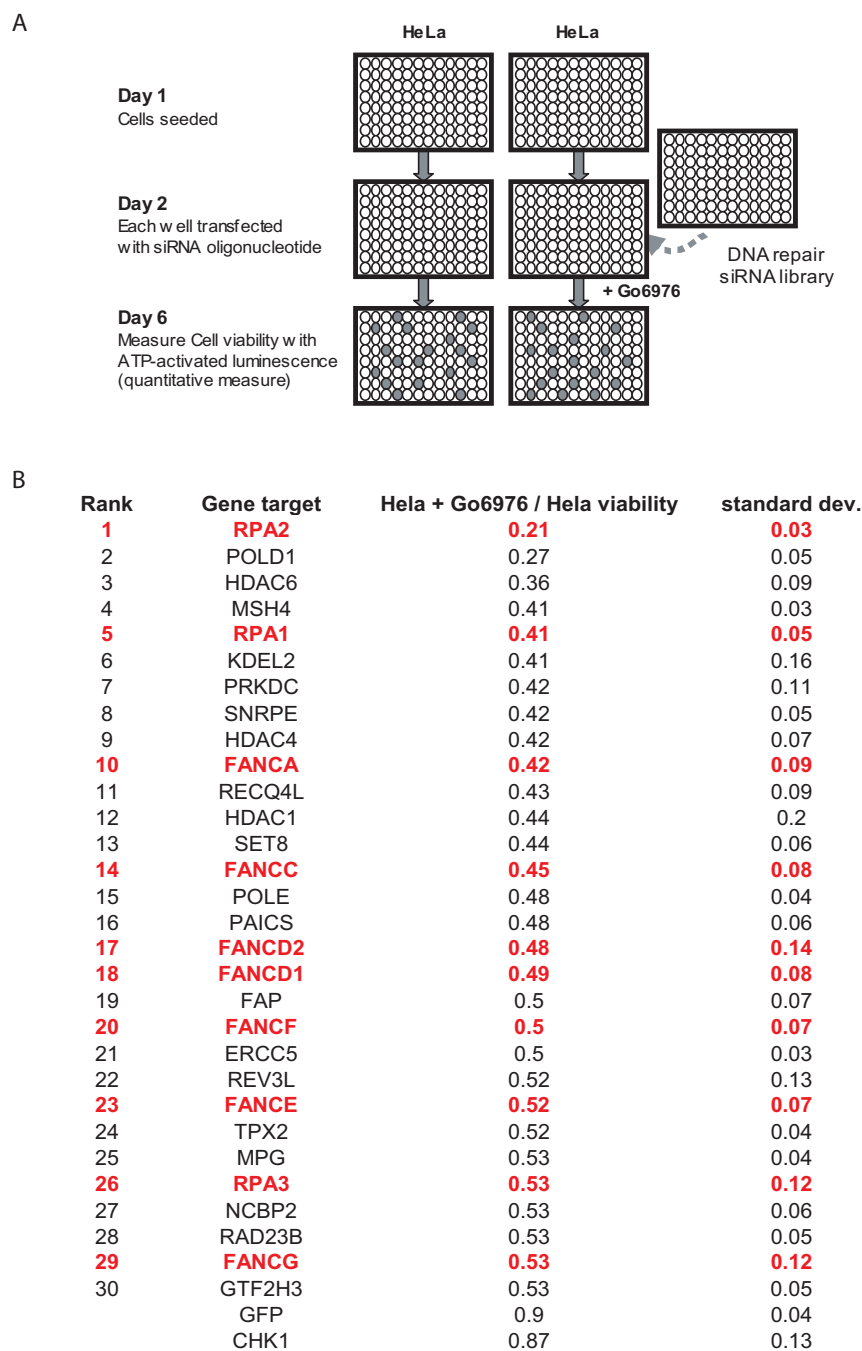 A
HeLa HeLa
Day 1
Cells seeded
Day 2
Each well transfected
with siRNA oligonucleotide
DNA repair
siRNA library
+ Go6976
Day 6
Measure Cell viability with
ATP-activated luminescence
(quantitative measure)
B
Rank Gene target Hela + Go6976 / Hela viability standard dev.
1 RPA2 0.21 0.03
2 POLD1 0.27 0.05
3 HDAC6 0.36 0.09
4 MSH4 0.41 0.03
5 RPA1 0.41 0.05
6 KDEL2 0.41 0.16
7 PRKDC 0.42 0.11
8 SNRPE 0.42 0.05
9 HDAC4 0.42 0.07
10 FANCA 0.42 0.09
11 RECQ4L 0.43 0.09
12 HDAC1 0.44 0.2
13 SET8 0.44 0.06
14 FANCC 0.45 0.08
15 POLE 0.48 0.04
16 PAICS 0.48 0.06
17 FANCD2 0.48 0.14
18 FANCD1 0.49 0.08
19 FAP 0.5 0.07
20 FANCF 0.5 0.07
21 ERCC5 0.5 0.03
22 REV3L 0.52 0.13
23 FANCE 0.52 0.07
24 TPX2 0.52 0.04
25 MPG 0.53 0.04
26 RPA3 0.53 0.12
27 NCBP2 0.53 0.06
28 RAD23B 0.53 0.05
29 FANCG 0.53 0.12
30 GTF2H3 0.53 0.05
GFP 0.9 0.04
CHK1 0.87 0.13